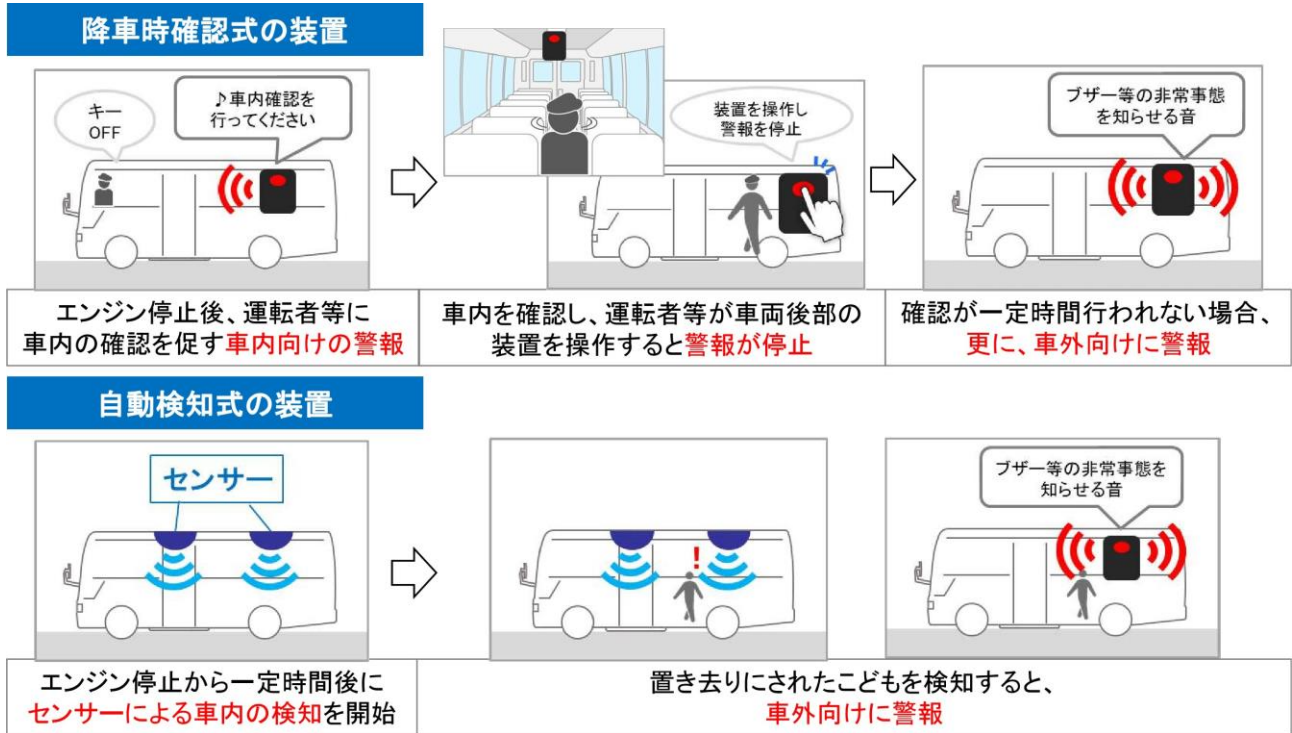 降車時確認式の装置
キー
OFF
♪車内確認を
行ってください
装置を操作し
警報を停止
ブザー等の非常事態
を知らせる音
エンジン停止後、運転者等に
車内の確認を促す車内向けの警報
車内を確認し、運転者等が車両後部の
装置を操作すると警報が停止
確認が一定時間行われない場合、
更に、車外向けに警報
自動検知式の装置
センサー
!
ブザー等の非常事態を
知らせる音
エンジン停止から一定時間後に
センサーによる車内の検知を開始
置き去りにされたこどもを検知すると、
車外向けに警報